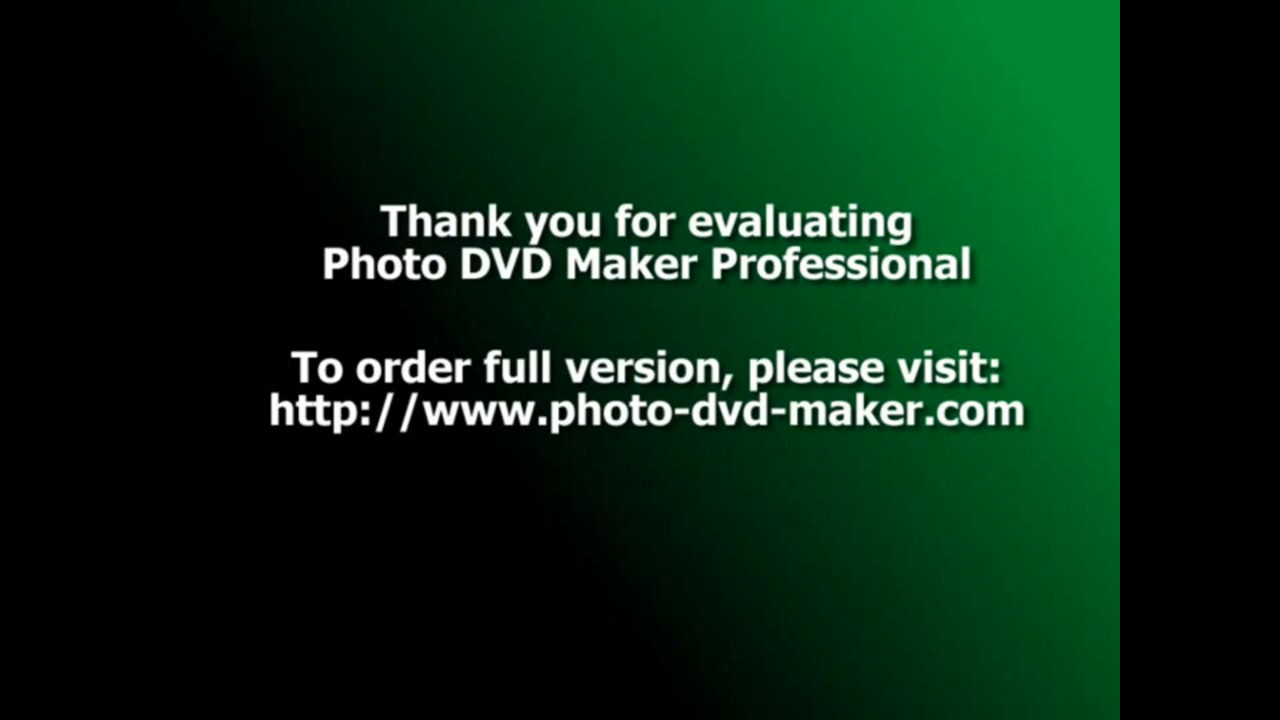 Thank you for evaluating
Photo DVD Maker Professional
To order full version, please visit:
http://www.photo-dvd-maker.com